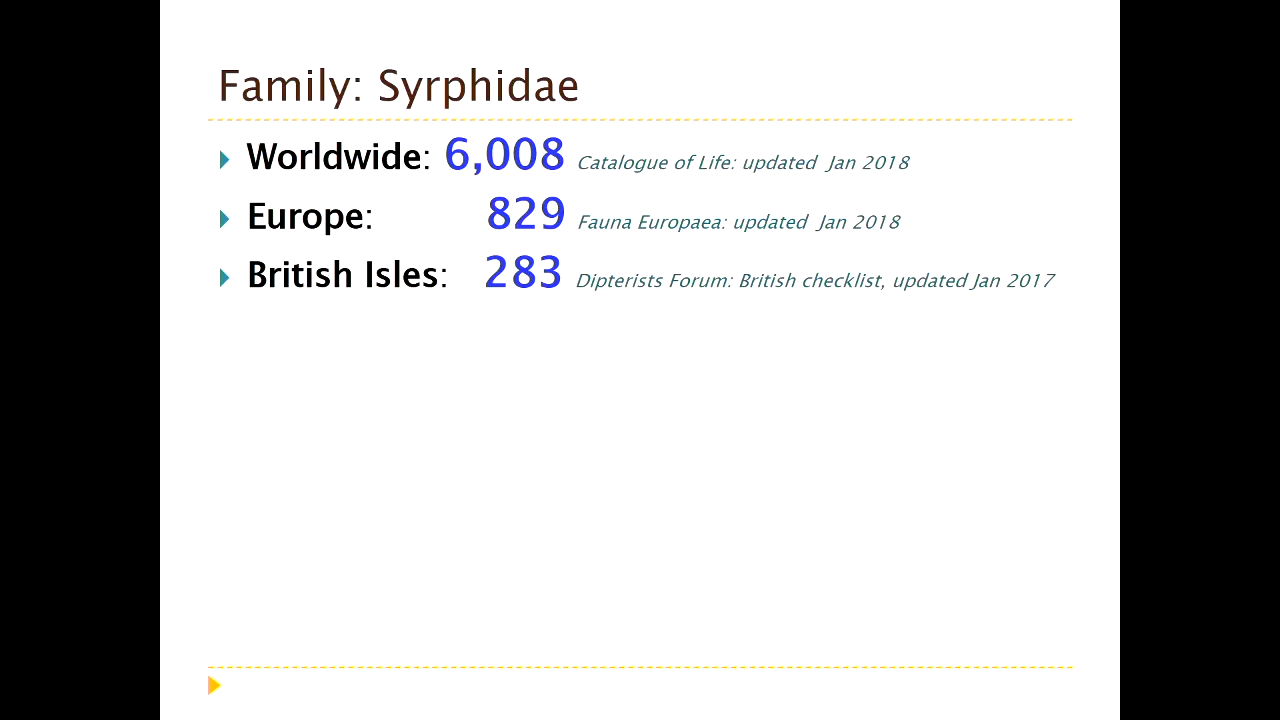 Family: Syrphidae
Worldwide: 6,008 Catalogue of Life: updated Jan 2018
Europe: 829 Fauna Europaea: updated Jan 2018
British Isles: 283 Dipterists Forum: British checklist, updated Jan 2017